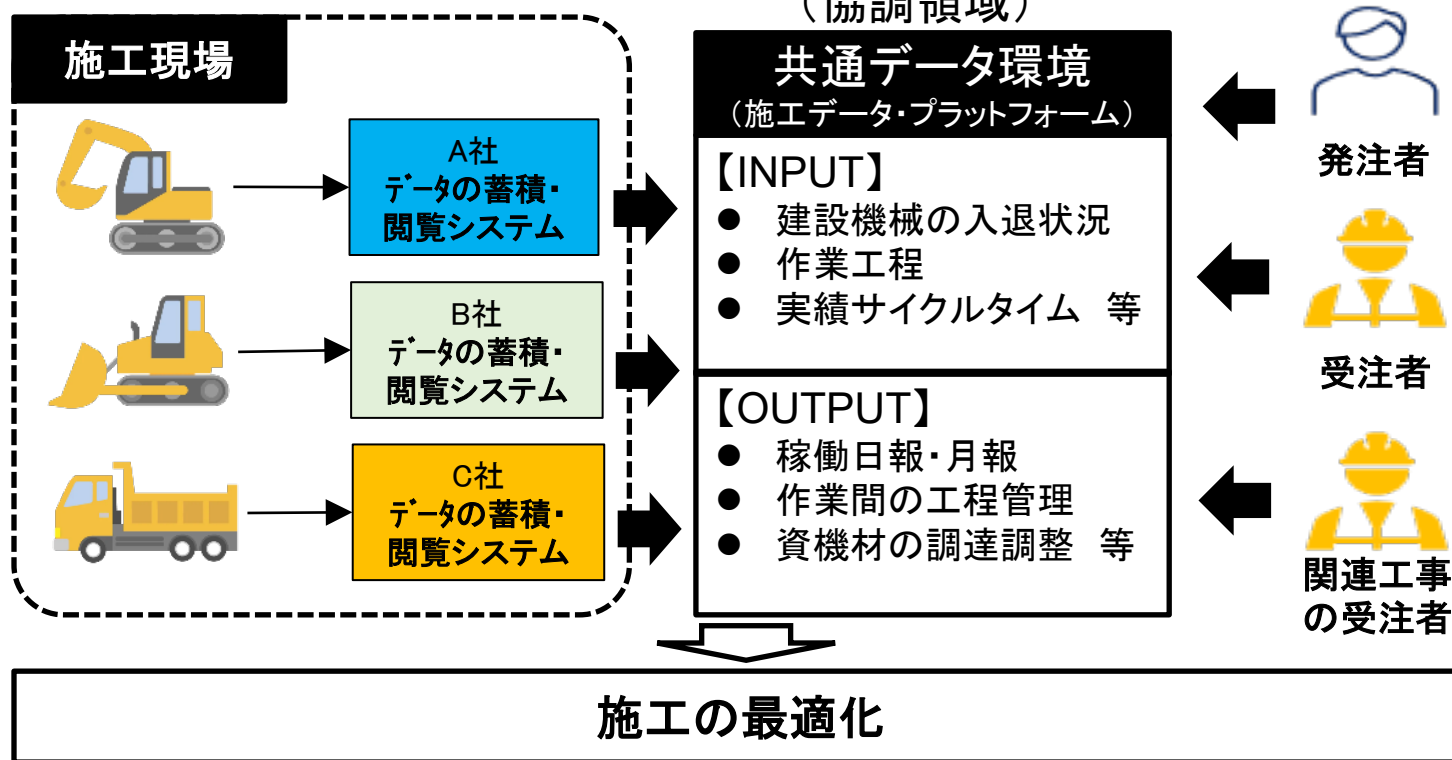 （協調領域）
施工現場
A社
ﾃﾞｰﾀの蓄積・
閲覧システム
B社
ﾃﾞｰﾀの蓄積・
閲覧システム
C社
ﾃﾞｰﾀの蓄積・
閲覧システム
共通データ環境
（施工データ・プラットフォーム）
【INPUT】
● 建設機械の入退状況
● 作業工程
● 実績サイクルタイム　等
【OUTPUT】
● 稼働日報・月報
● 作業間の工程管理
● 資機材の調達調整　等
発注者
受注者
関連工事
の受注者
施工の最適化